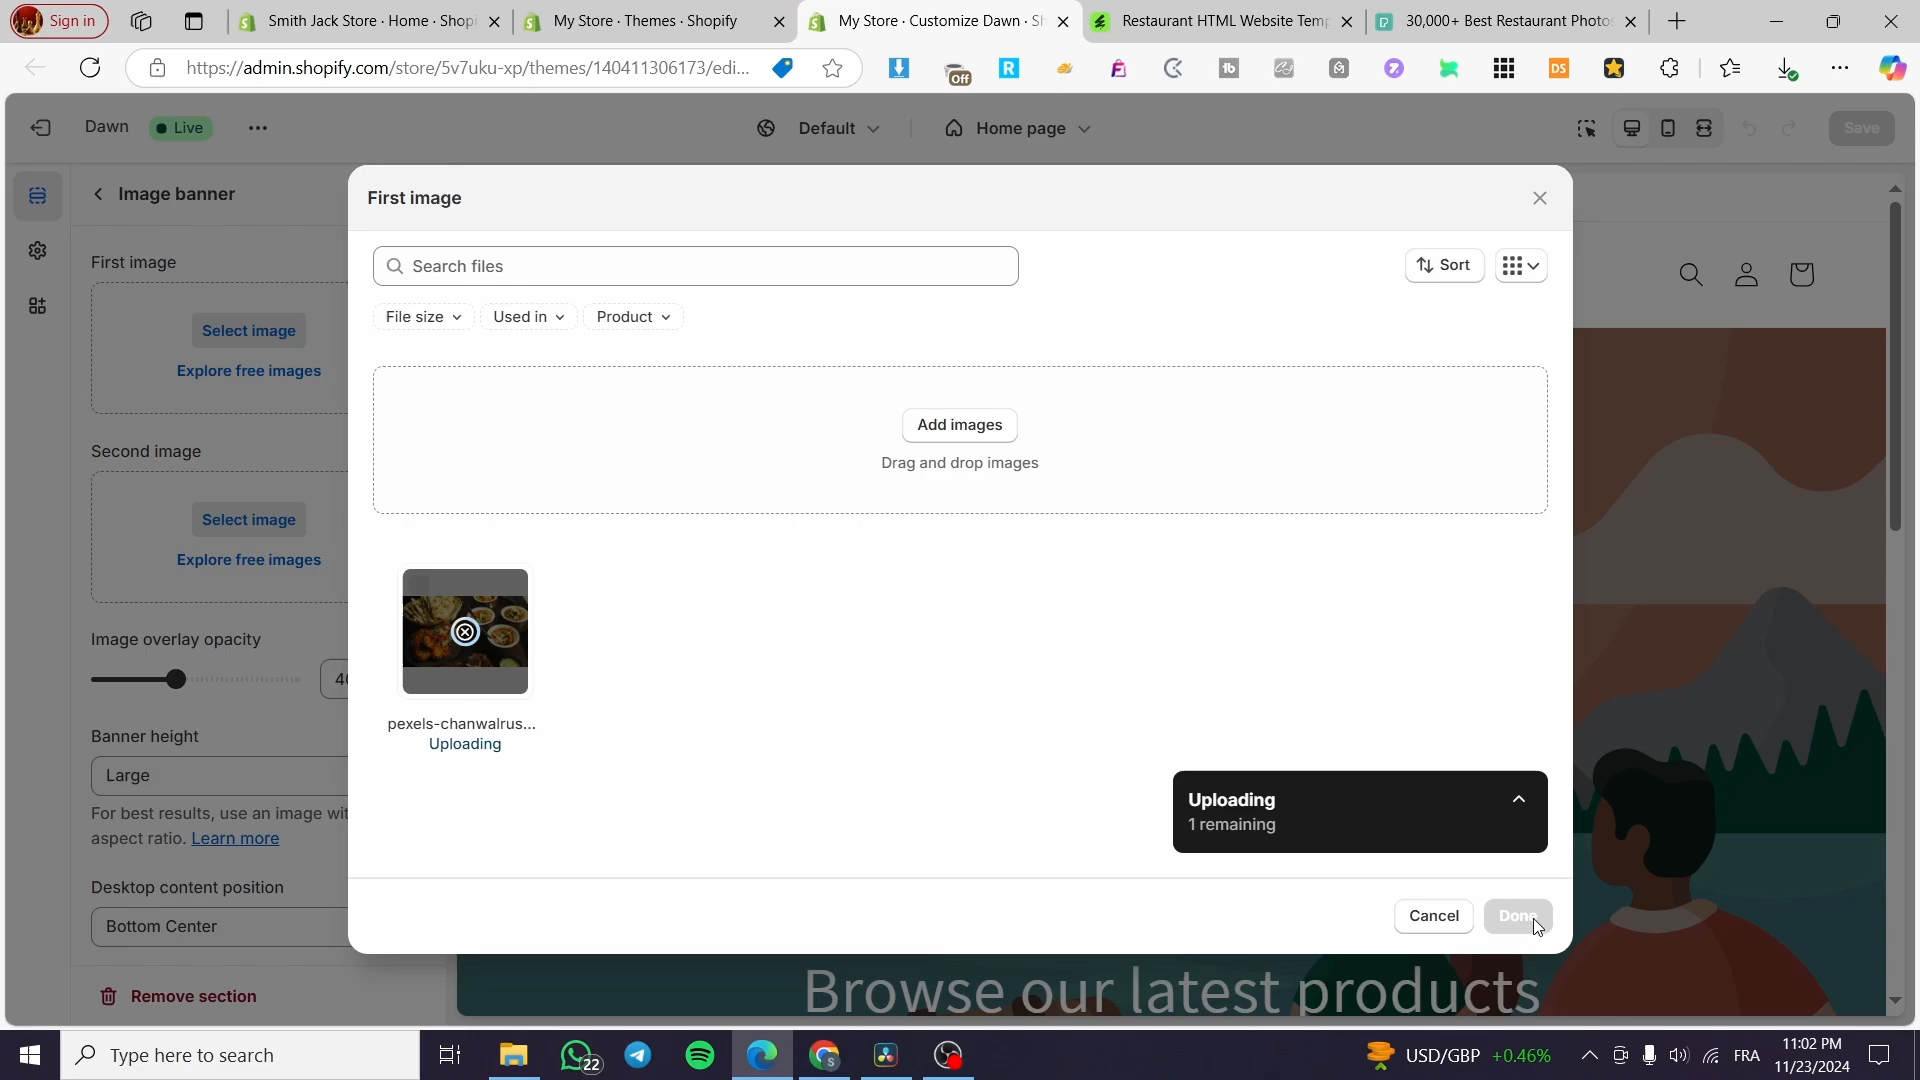 Sign in
Smith Jack Store · Home · Shopi
My Store · Themes · Shopify
My Store · Customize Dawn · Sh
Restaurant HTML Website Temp
30,000+ Best Restaurant Photos
https://admin.shopify.com/store/5v7uku-xp/themes/140411306173/edi...
Off
Dawn
Live
Default
Home page
Save
Image banner
First image
Select image
Explore free images
Second image
Select image
Explore free images
Image overlay opacity
40
Banner height
Large
For best results, use an image wit
aspect ratio. Learn more
Desktop content position
Bottom Center
Remove section
First image
Search files
Sort
File size
Used in
Product
Add images
Drag and drop images
pexels-chanwalrus...
Uploading
Uploading
1 remaining
Cancel
Done
Browse our latest products
Type here to search
22
USD/GBP +0.46%
FRA
11:02 PM
11/23/2024